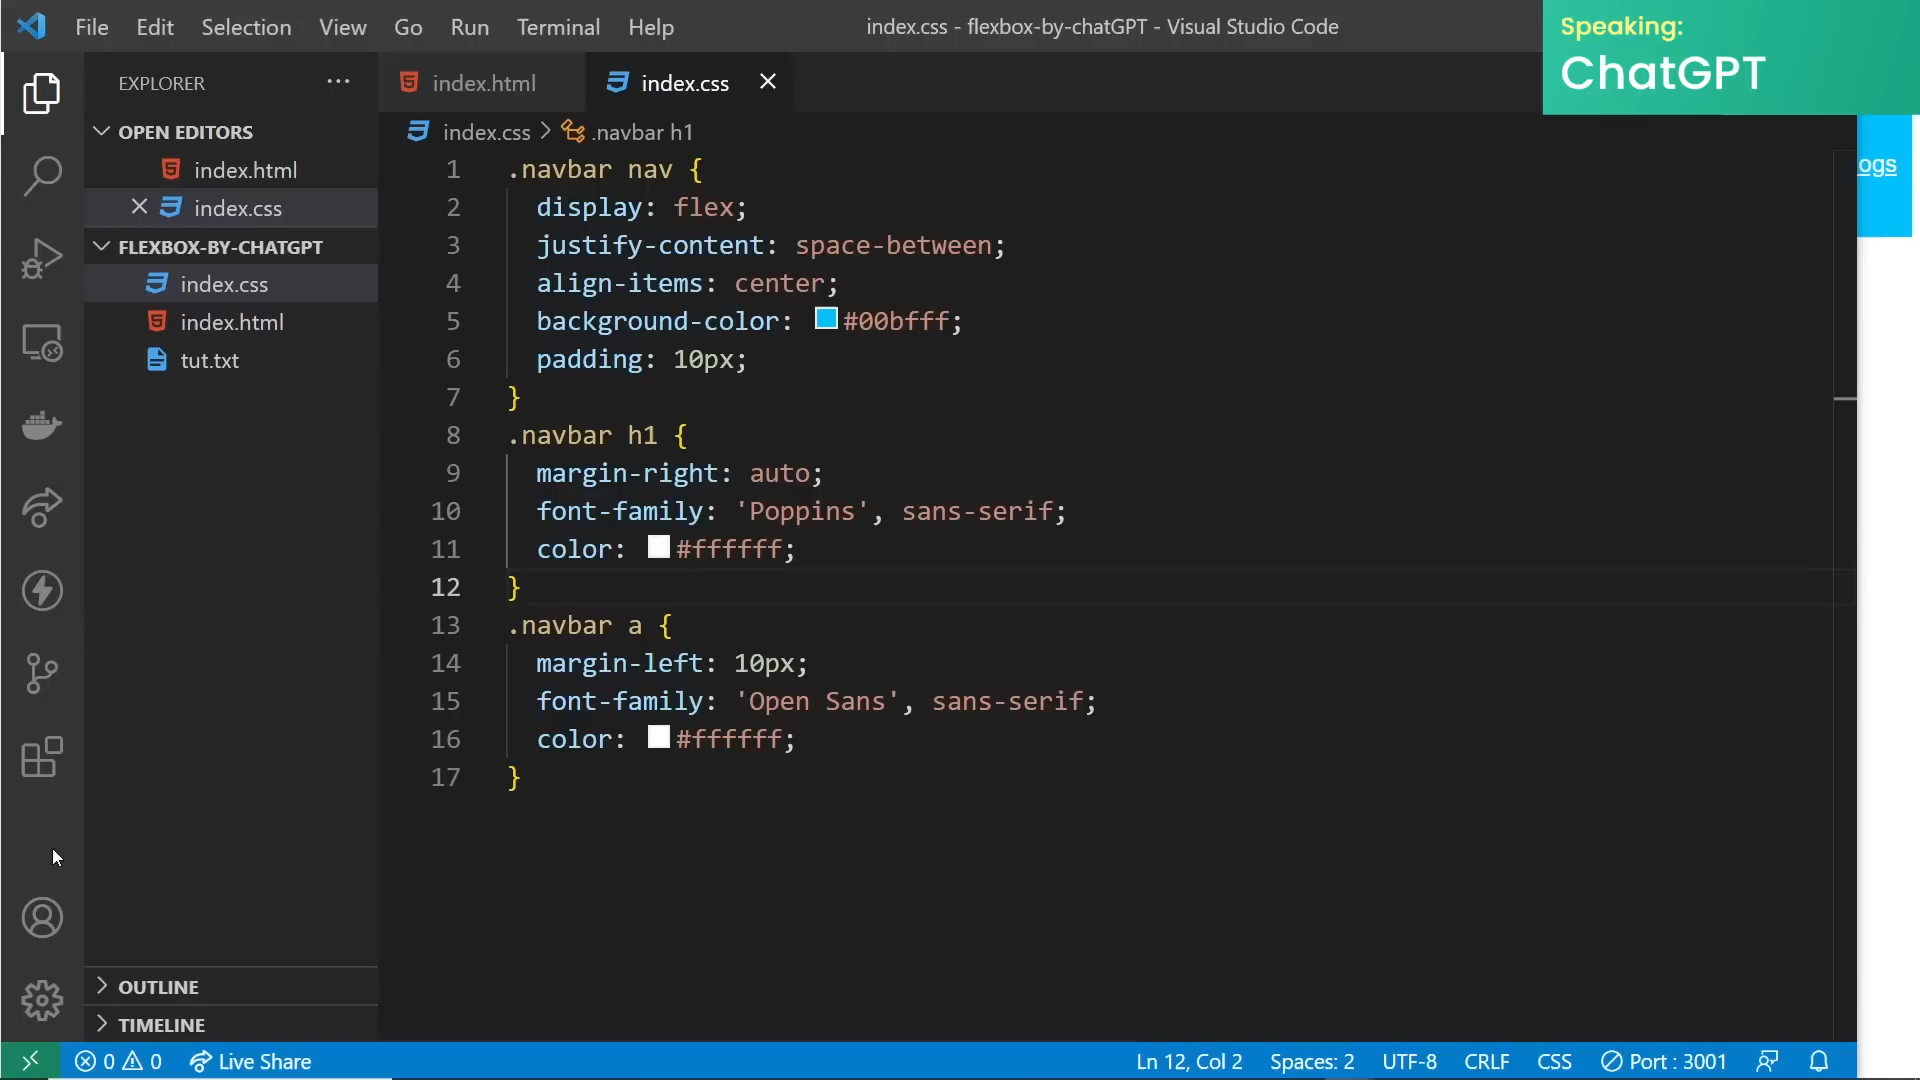 File Edit Selection View Go Run Terminal Help
index.css - flexbox-by-chatGPT - Visual Studio Code
Speaking:
ChatGPT
EXPLORER
OPEN EDITORS
index.html
index.css
FLEXBOX-BY-CHATGPT
index.css
index.html
tut.txt
OUTLINE
TIMELINE
index.html
index.css
index.css > .navbar h1
1 .navbar nav {
2 display: flex;
3 justify-content: space-between;
4 align-items: center;
5 background-color: #00bfff;
6 padding: 10px;
7 }
8 .navbar h1 {
9 margin-right: auto;
10 font-family: 'Poppins', sans-serif;
11 color: #ffffff;
12 }
13 .navbar a {
14 margin-left: 10px;
15 font-family: 'Open Sans', sans-serif;
16 color: #ffffff;
17 }
ogs
0 0 Live Share
Ln 12, Col 2 Spaces: 2 UTF-8 CRLF CSS Port : 3001